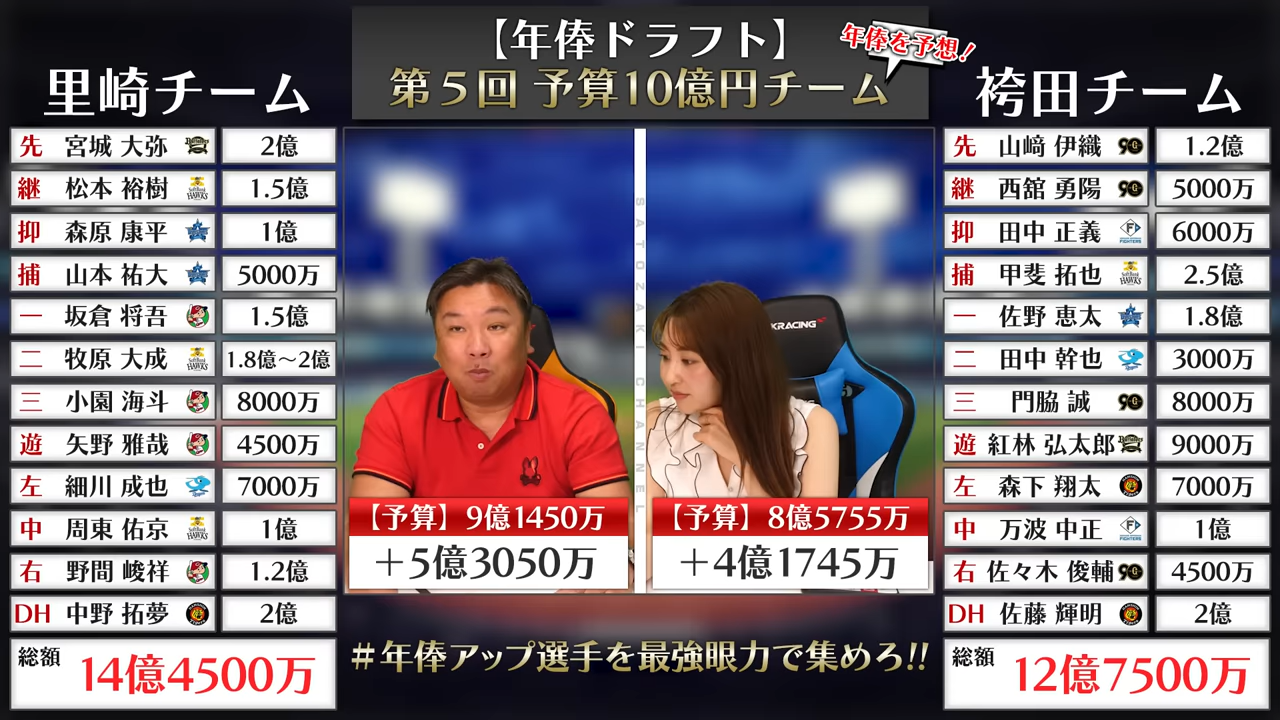 【年俸ドラフト】
第5回 予算10億円チーム
年俸を予想!
里崎チーム
先 宮城 大弥 2億
継 松本 裕樹 1.5億
抑 森原 康平 1億
捕 山本 祐大 5000万
一 坂倉 将吾 1.5億
二 牧原 大成 1.8億〜2億
三 小園 海斗 8000万
遊 矢野 雅哉 4500万
左 細川 成也 7000万
中 周東 佑京 1億
右 野間 峻祥 1.2億
DH 中野 拓夢 2億
総額 14億4500万
袴田チーム
先 山﨑 伊織 1.2億
継 西舘 勇陽 5000万
抑 田中 正義 6000万
捕 甲斐 拓也 2.5億
一 佐野 恵太 1.8億
二 田中 幹也 3000万
三 門脇 誠 8000万
遊 紅林 弘太郎 9000万
左 森下 翔太 7000万
中 万波 中正 1億
右 佐々木 俊輔 4500万
DH 佐藤 輝明 2億
総額 12億7500万
SATOZAKI CHANNEL
XRACING
【予算】9億1450万
+5億3050万
【予算】8億5755万
+4億1745万
#年俸アップ選手を最強眼力で集めろ!!